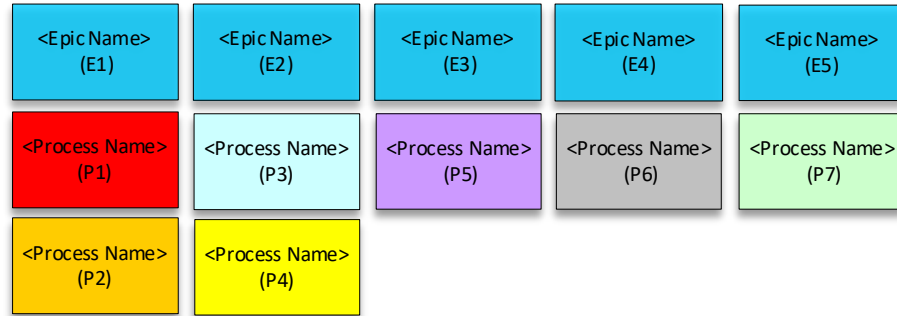 <Epic Name>
(E1)
<Epic Name>
(E2)
<Epic Name>
(E3)
<Epic Name>
(E4)
<Epic Name>
(E5)
<Process Name>
(P1)
<Process Name>
(P3)
<Process Name>
(P5)
<Process Name>
(P6)
<Process Name>
(P7)
<Process Name>
(P2)
<Process Name>
(P4)